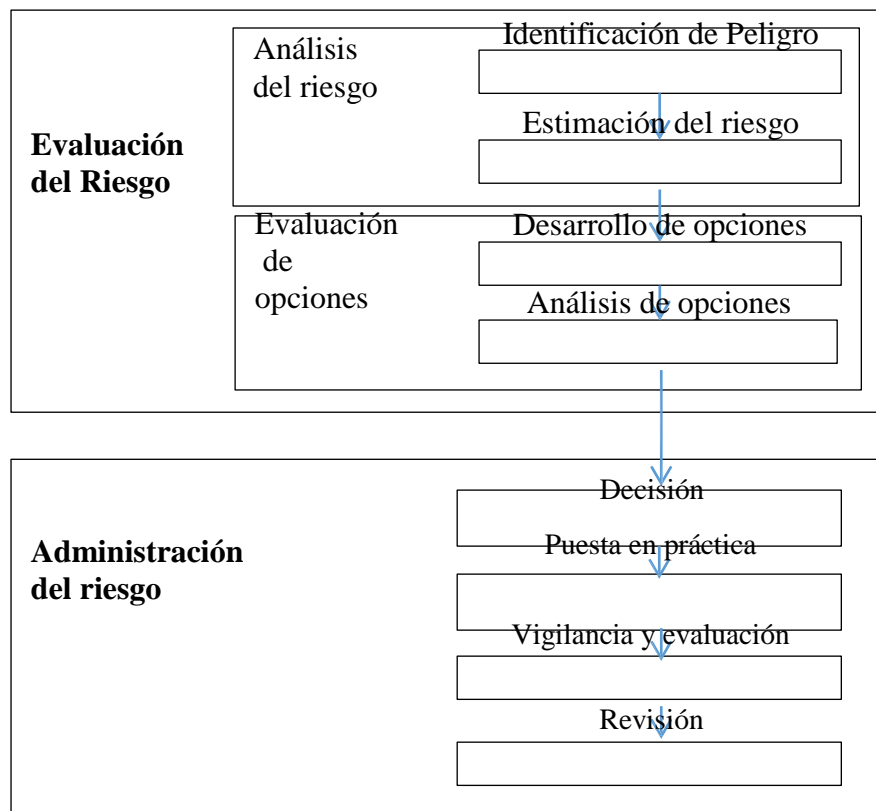 Evaluación
del Riesgo
Análisis
del riesgo
Identificación de Peligro
Estimación del riesgo
Evaluación
de
opciones
Desarrollo de opciones
Análisis de opciones
Administración
del riesgo
Decisión
Puesta en práctica
Vigilancia y evaluación
Revisión